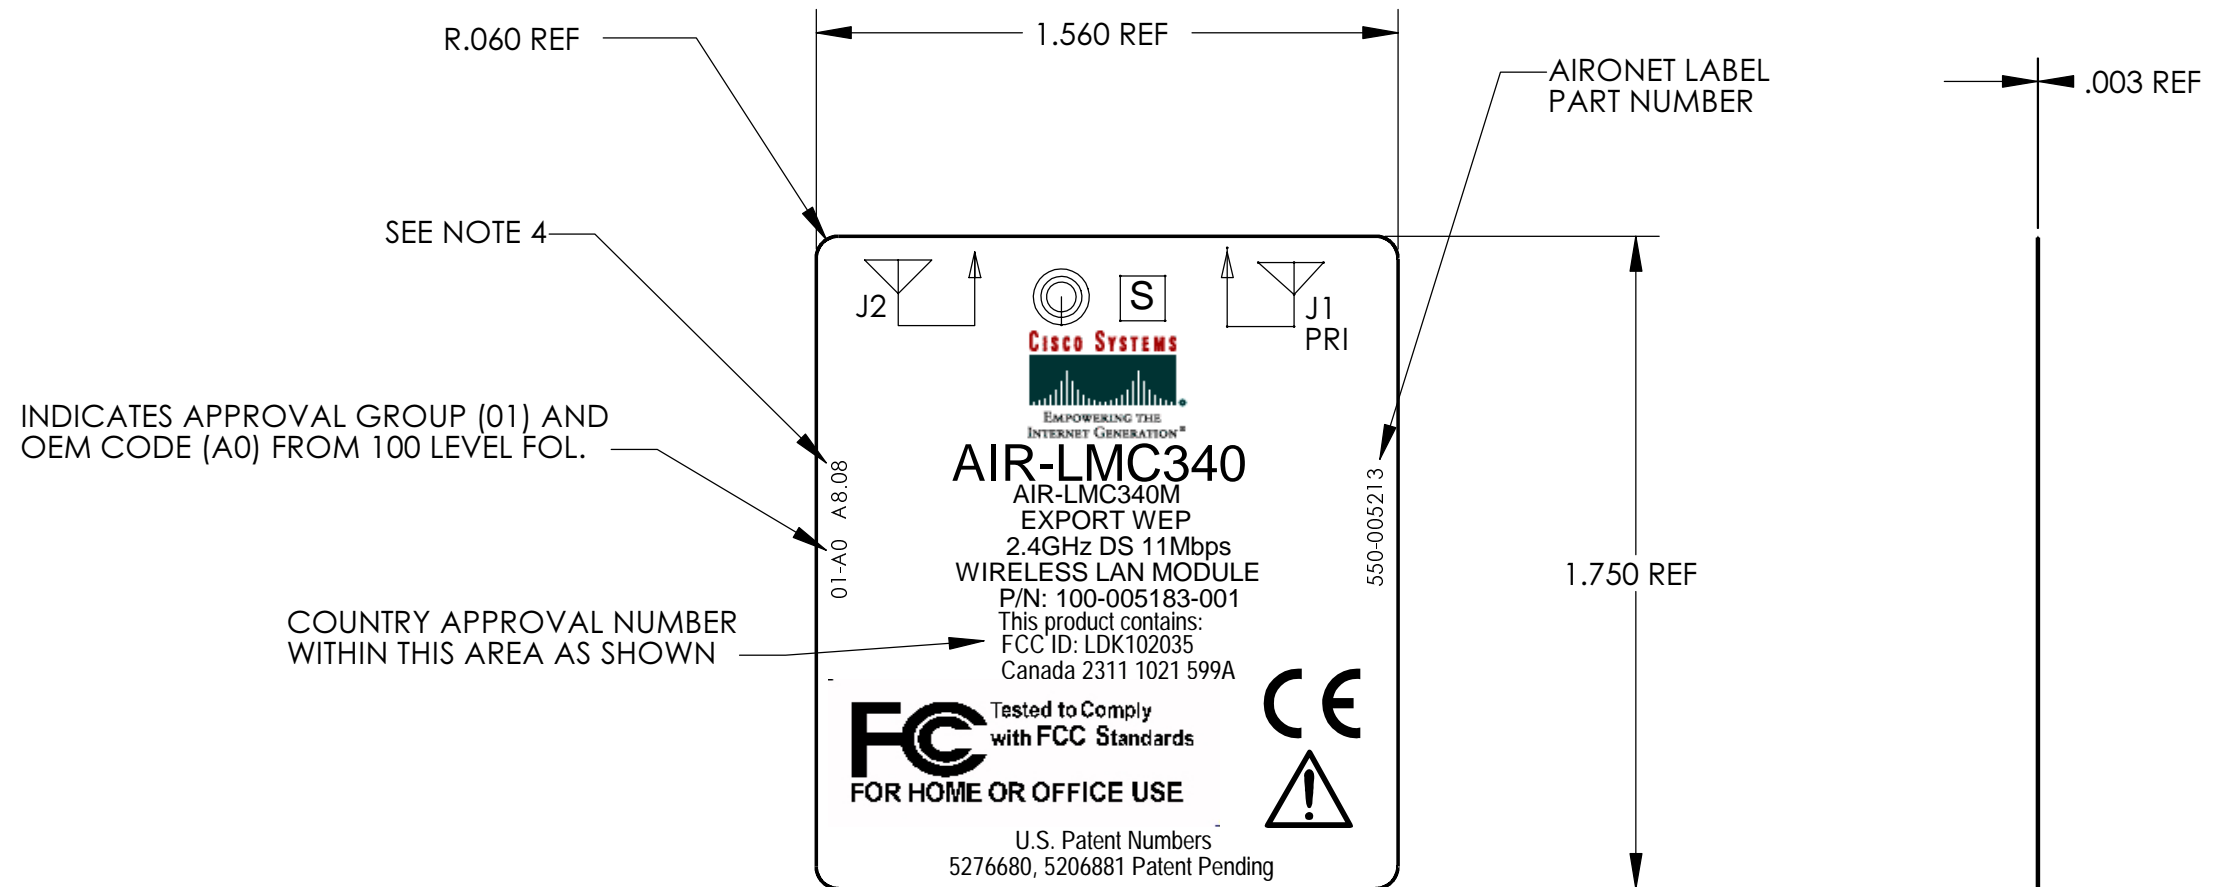 R.060 REF
1.560 REF
AIRONET LABEL
PART NUMBER
.003 REF
SEE NOTE 4
J2
S
J1
PRI
CISCO SYSTEMS
EMPOWERING THE
INTERNET GENERATION
INDICATES APPROVAL GROUP (01) AND
OEM CODE (A0) FROM 100 LEVEL FOL.
01-A0 A8.08
AIR-LMC340
AIR-LMC340M
EXPORT WEP
2.4GHz DS 11Mbps
WIRELESS LAN MODULE
P/N: 100-005183-001
This product contains:
FCC ID: LDK102035
Canada 2311 1021 599A
550-005213
1.750 REF
COUNTRY APPROVAL NUMBER
WITHIN THIS AREA AS SHOWN
FCC
Tested to Comply
with FCC Standards
FOR HOME OR OFFICE USE
CE
!
U.S. Patent Numbers
5276680, 5206881 Patent Pending